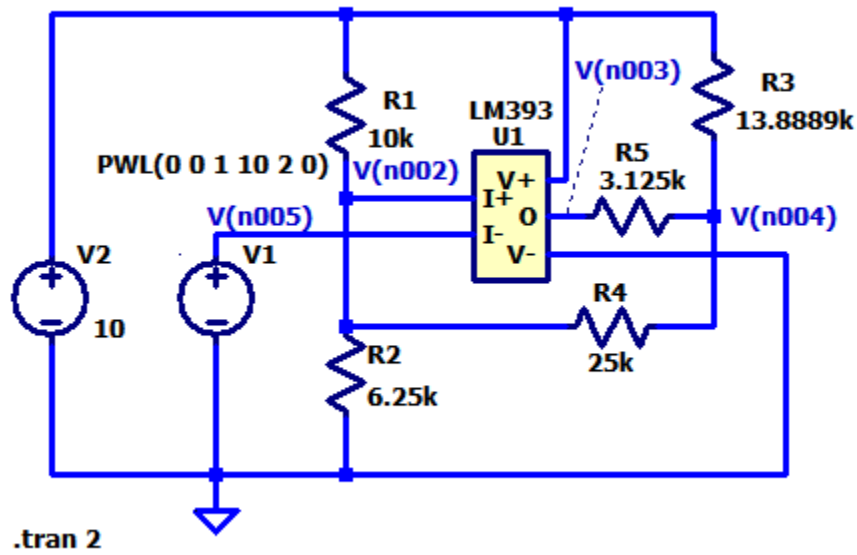 V(n003)
R3
13.8889k
R1
10k
LM393
U1
PWL(0 0 1 10 2 0)
V(n002)
R5
3.125k
V+
I+
O
I-
V-
V(n005)
V(n004)
V2
10
V1
R4
25k
R2
6.25k
.tran 2